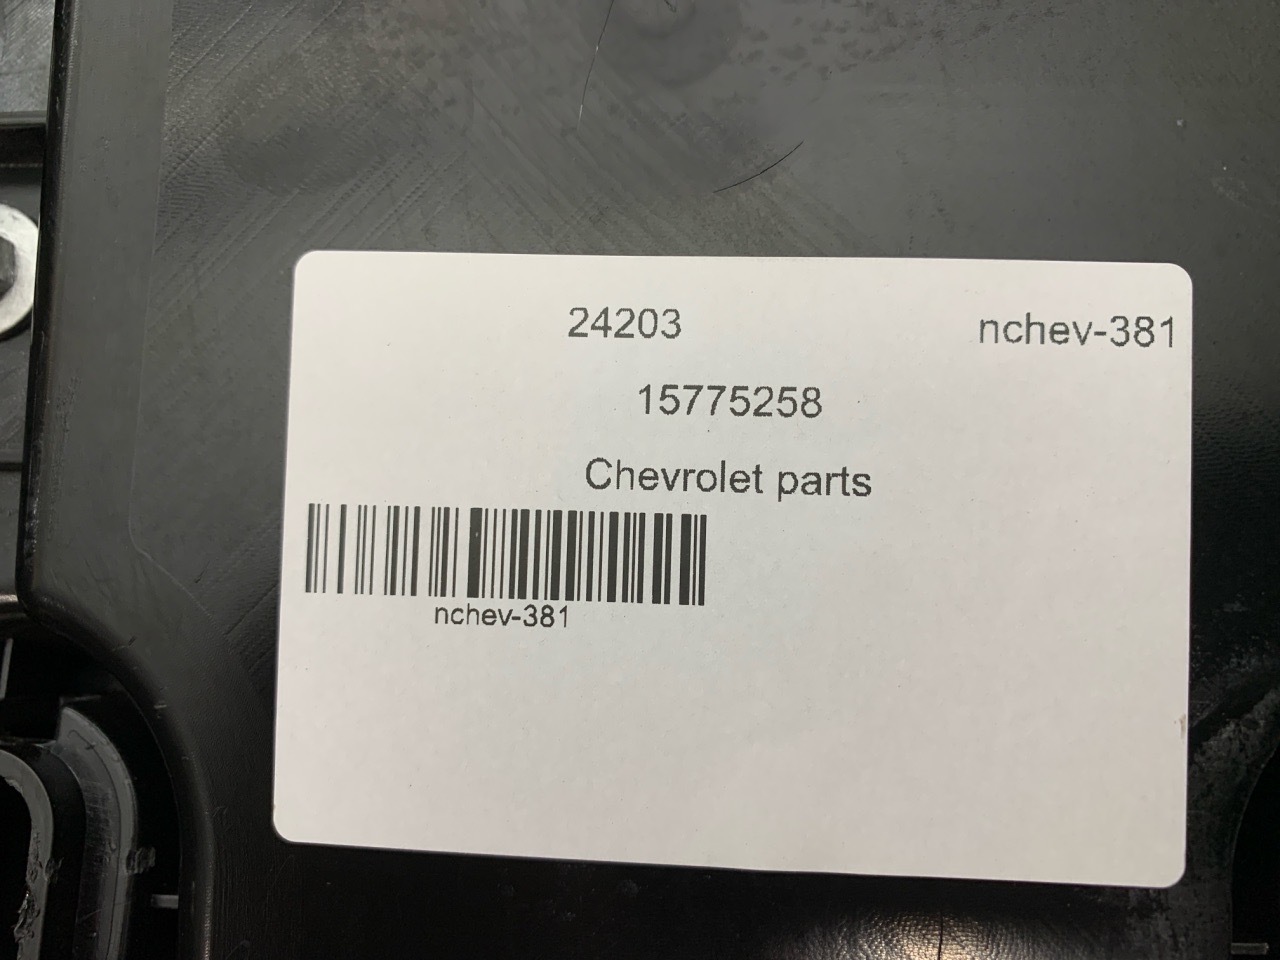 24203 nchev-381
15775258
Chevrolet parts
nchev-381